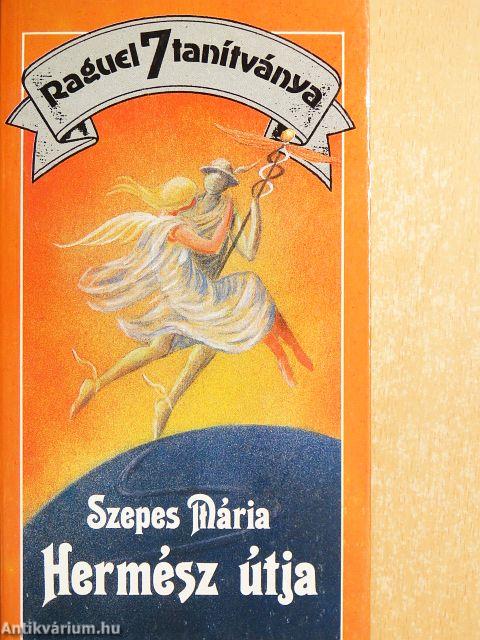 Raguel 7 tanítványa
Szepes Mária
Hermész útja
Antikvárium.hu